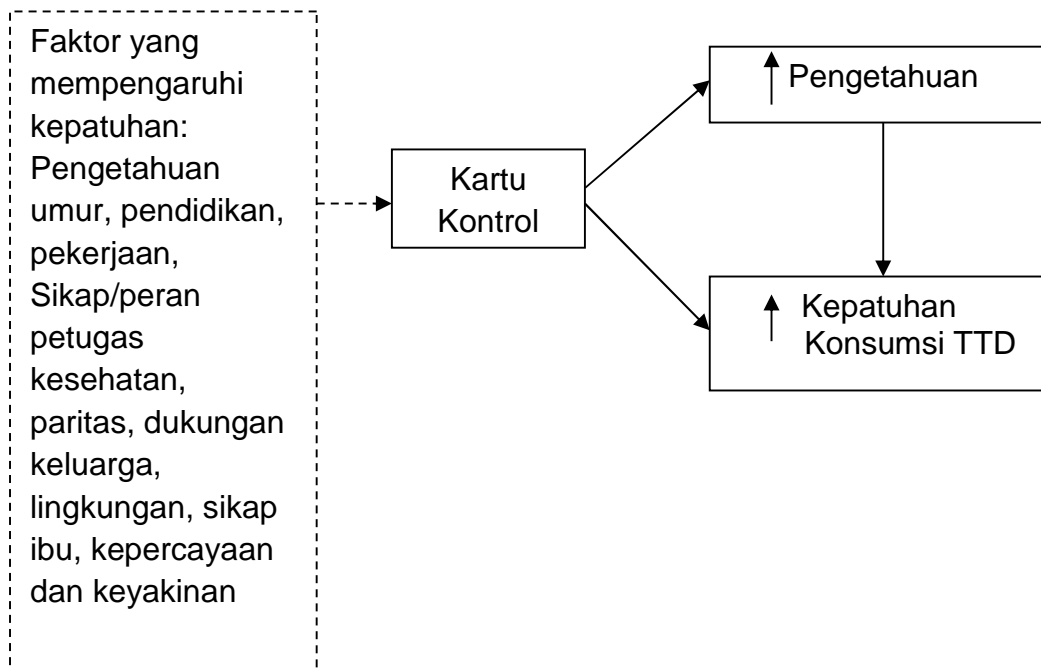 Faktor yang
mempengaruhi
kepatuhan:
Pengetahuan
umur, pendidikan,
pekerjaan,
Sikap/peran
petugas
kesehatan,
paritas, dukungan
keluarga,
lingkungan, sikap
ibu, kepercayaan
dan keyakinan
Kartu
Kontrol
Pengetahuan
Kepatuhan
Konsumsi TTD